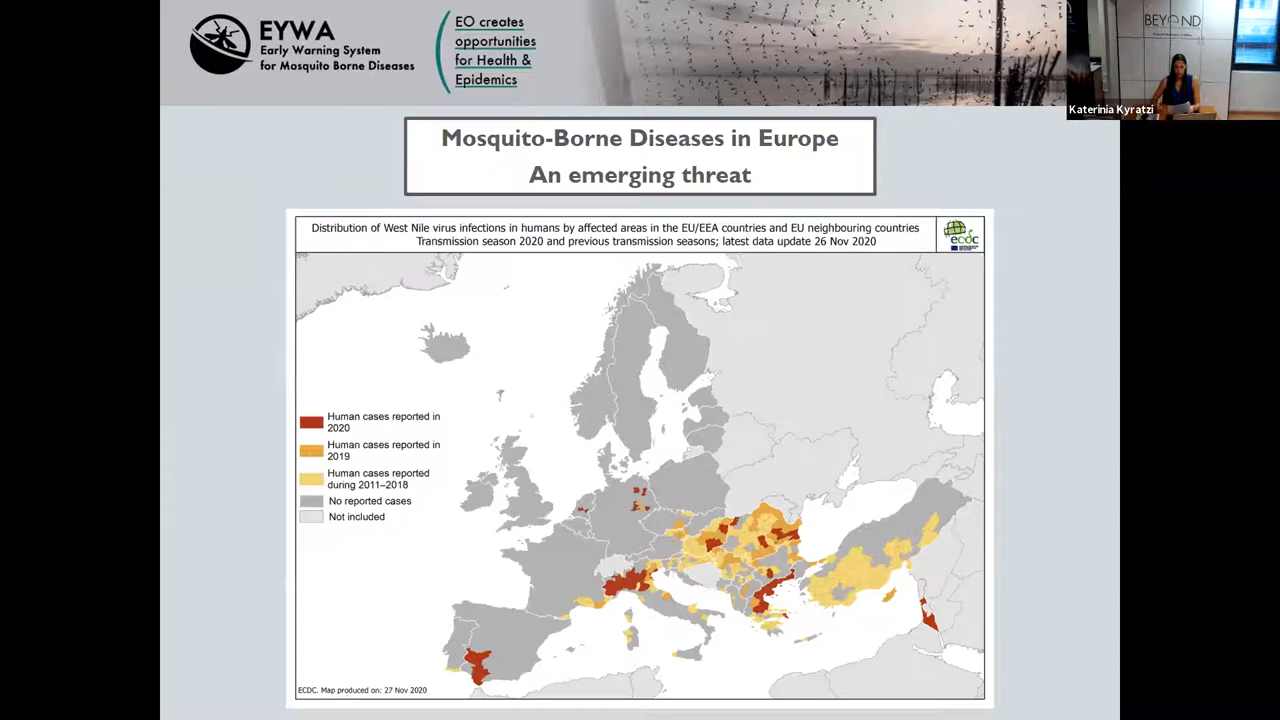 EYWA
Early Warning System
for Mosquito Borne Diseases
EO creates
opportunities
for Health &
Epidemics
BEYOND
Katerinia Kyratzi
Mosquito-Borne Diseases in Europe
An emerging threat
Distribution of West Nile virus infections in humans by affected areas in the EU/EEA countries and EU neighbouring countries
Transmission season 2020 and previous transmission seasons; latest data update 26 Nov 2020
ecdc
Human cases reported in
2020
Human cases reported in
2019
Human cases reported
during 2011–2018
No reported cases
Not included
ECDC. Map produced on: 27 Nov 2020